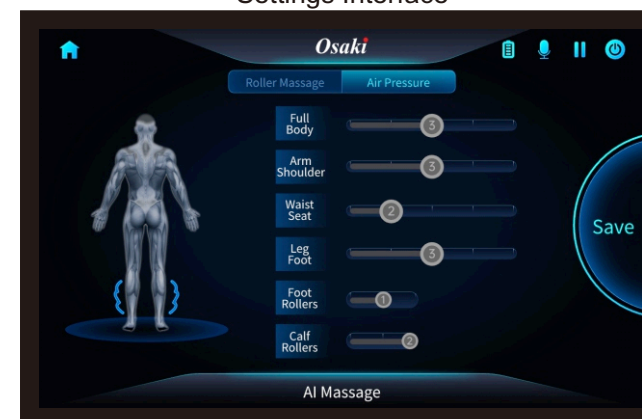 Settings Interface
Osaki
Roller Massage
Air Pressure
Full
Body
3
Arm
Shoulder
3
Waist
Seat
2
Leg
Foot
3
Foot
Rollers
1
Calf
Rollers
2
Save
AI Massage